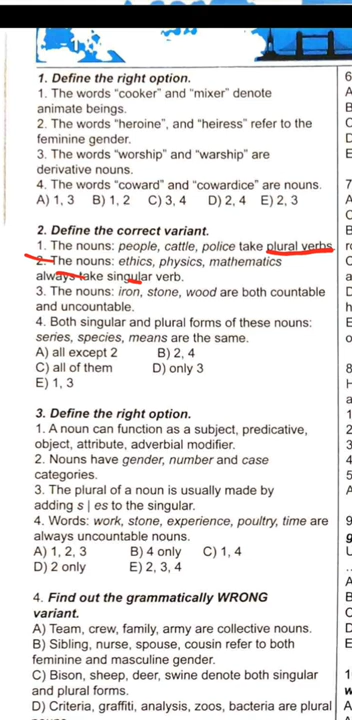 1. Define the right option.
1. The words “cooker” and “mixer” denote
animate beings.
2. The words “heroine”, and “heiress” refer to the
feminine gender.
3. The words “worship” and “warship” are
derivative nouns.
4. The words “coward” and “cowardice” are nouns.
A) 1, 3 B) 1, 2 C) 3, 4 D) 2, 4 E) 2, 3
2. Define the correct variant.
1. The nouns: people, cattle, police take plural verbs
2. The nouns: ethics, physics, mathematics
always take singular verb.
3. The nouns: iron, stone, wood are both countable
and uncountable.
4. Both singular and plural forms of these nouns:
series, species, means are the same.
A) all except 2 B) 2, 4
C) all of them D) only 3
E) 1, 3
3. Define the right option.
1. A noun can function as a subject, predicative,
object, attribute, adverbial modifier.
2. Nouns have gender, number and case
categories.
3. The plural of a noun is usually made by
adding s | es to the singular.
4. Words: work, stone, experience, poultry, time are
always uncountable nouns.
A) 1, 2, 3 B) 4 only C) 1, 4
D) 2 only E) 2, 3, 4
4. Find out the grammatically WRONG
variant.
A) Team, crew, family, army are collective nouns.
B) Sibling, nurse, spouse, cousin refer to both
feminine and masculine gender.
C) Bison, sheep, deer, swine denote both singular
and plural forms.
D) Criteria, graffiti, analysis, zoos, bacteria are plural